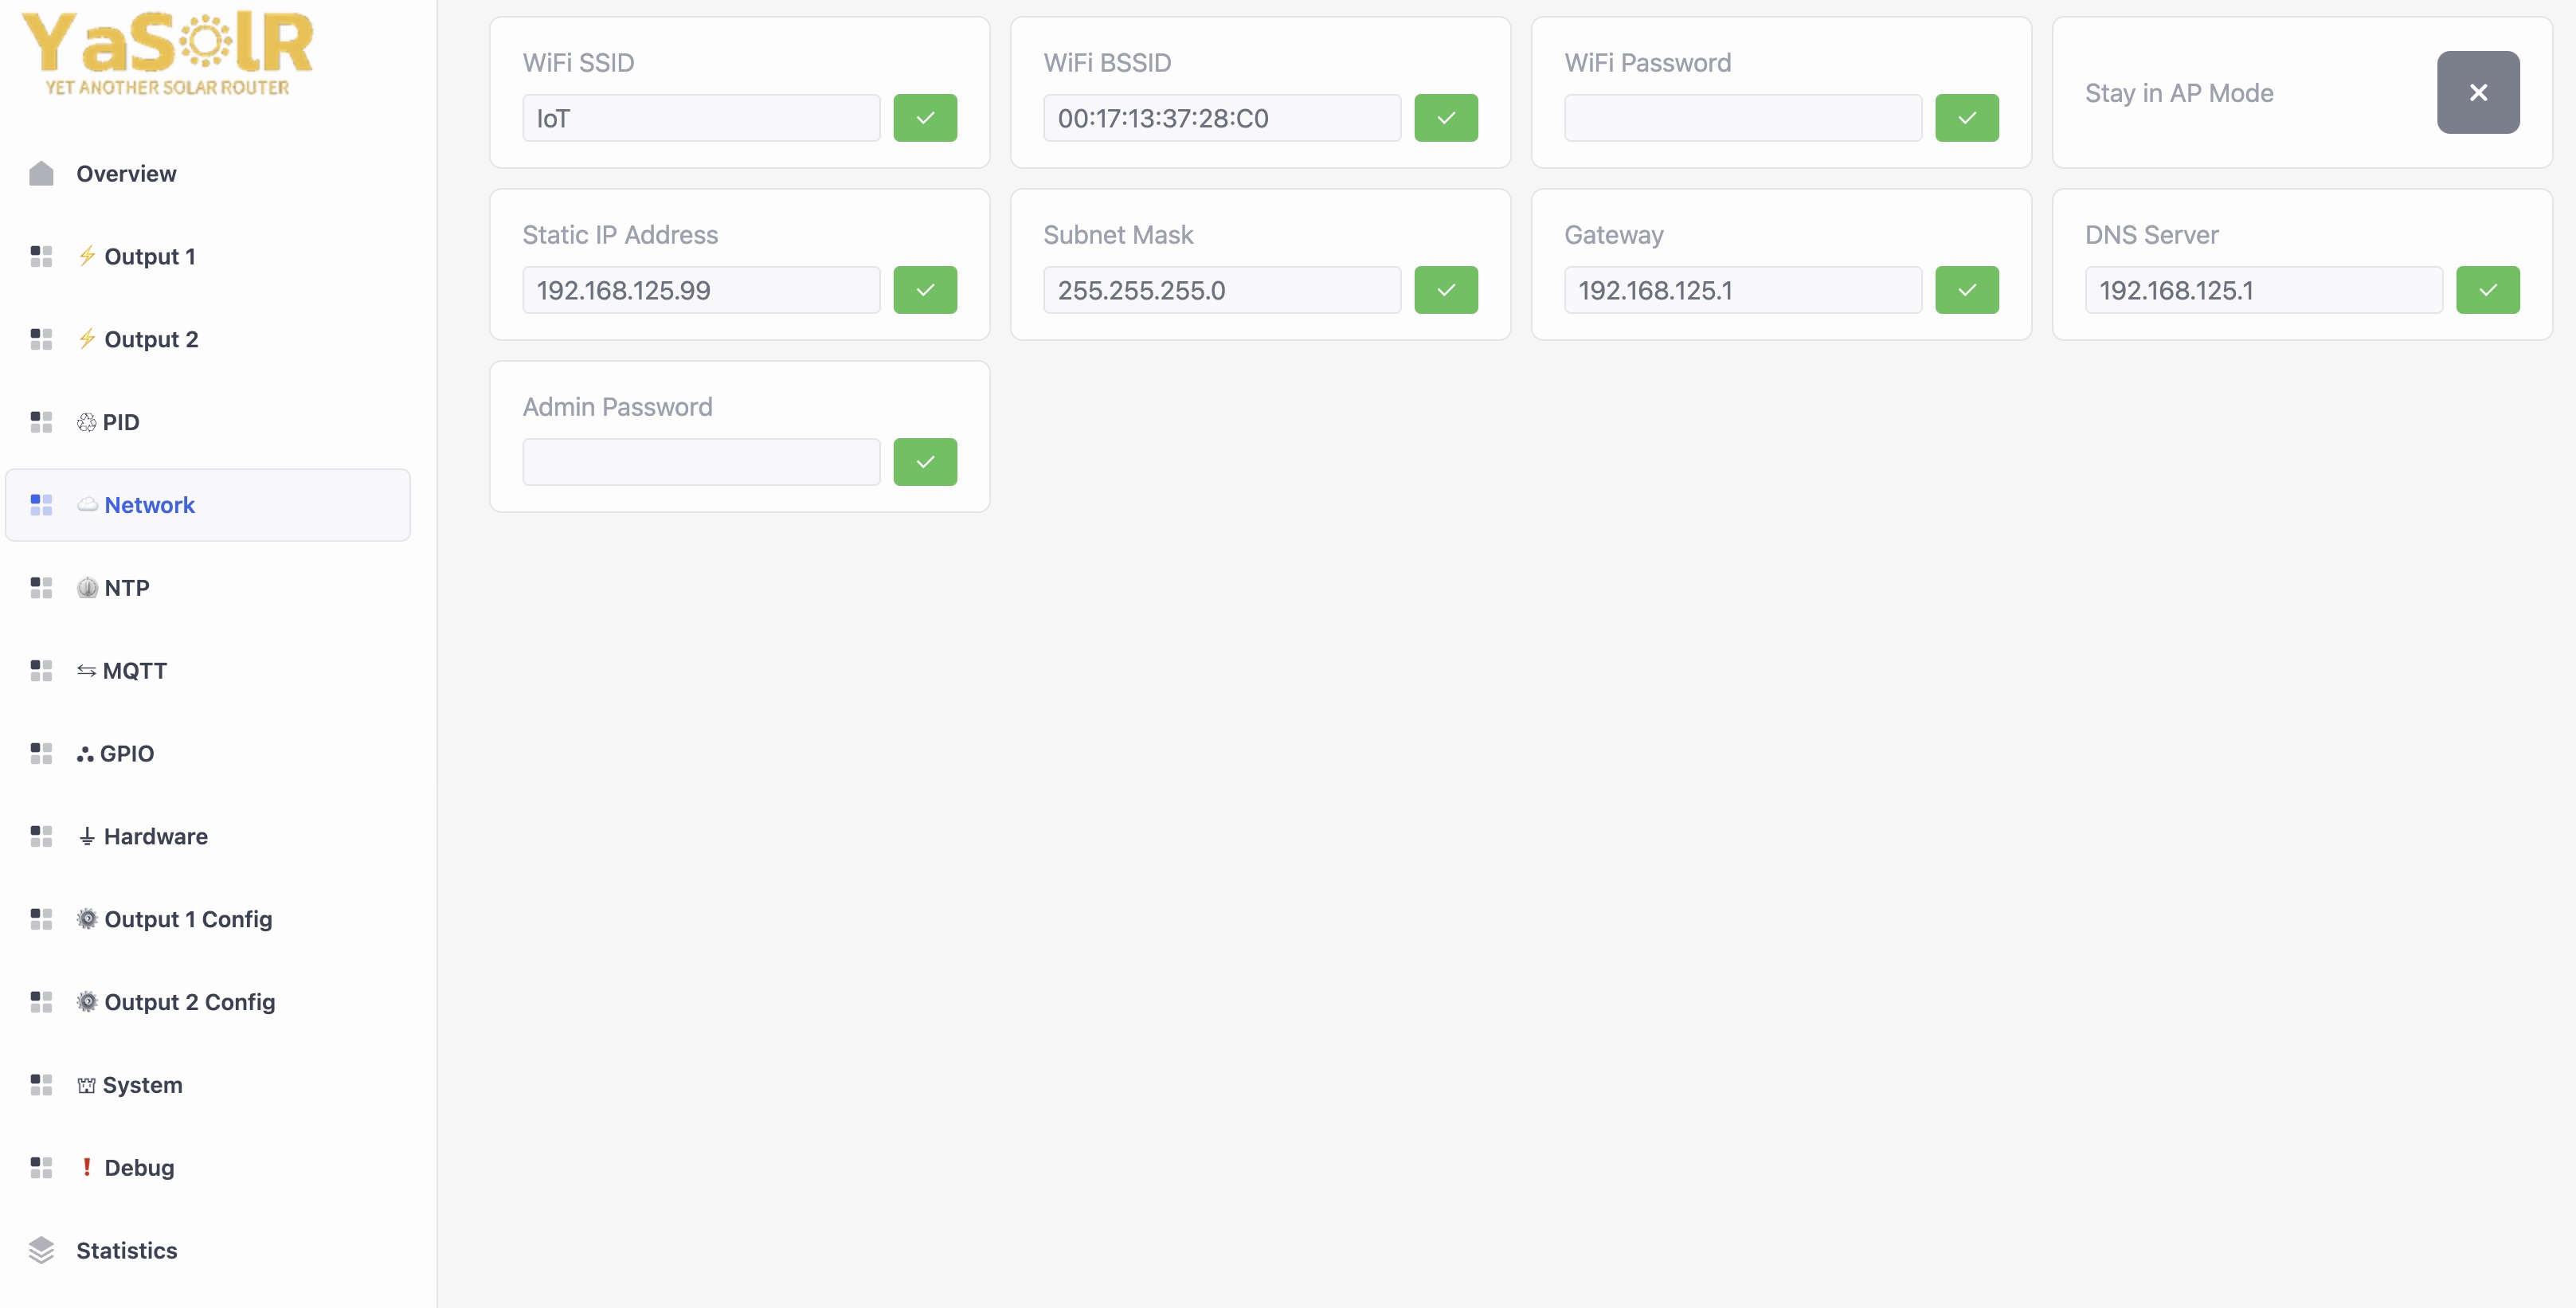 YaSolR
YET ANOTHER SOLAR ROUTER
Overview
⚡ Output 1
⚡ Output 2
♲ PID
☁️ Network
NTP
⇆ MQTT
⛬ GPIO
⏚ Hardware
⚙️ Output 1 Config
⚙️ Output 2 Config
⛫ System
❗ Debug
Statistics
WiFi SSID
IoT
WiFi BSSID
00:17:13:37:28:C0
WiFi Password
Stay in AP Mode
Static IP Address
192.168.125.99
Subnet Mask
255.255.255.0
Gateway
192.168.125.1
DNS Server
192.168.125.1
Admin Password